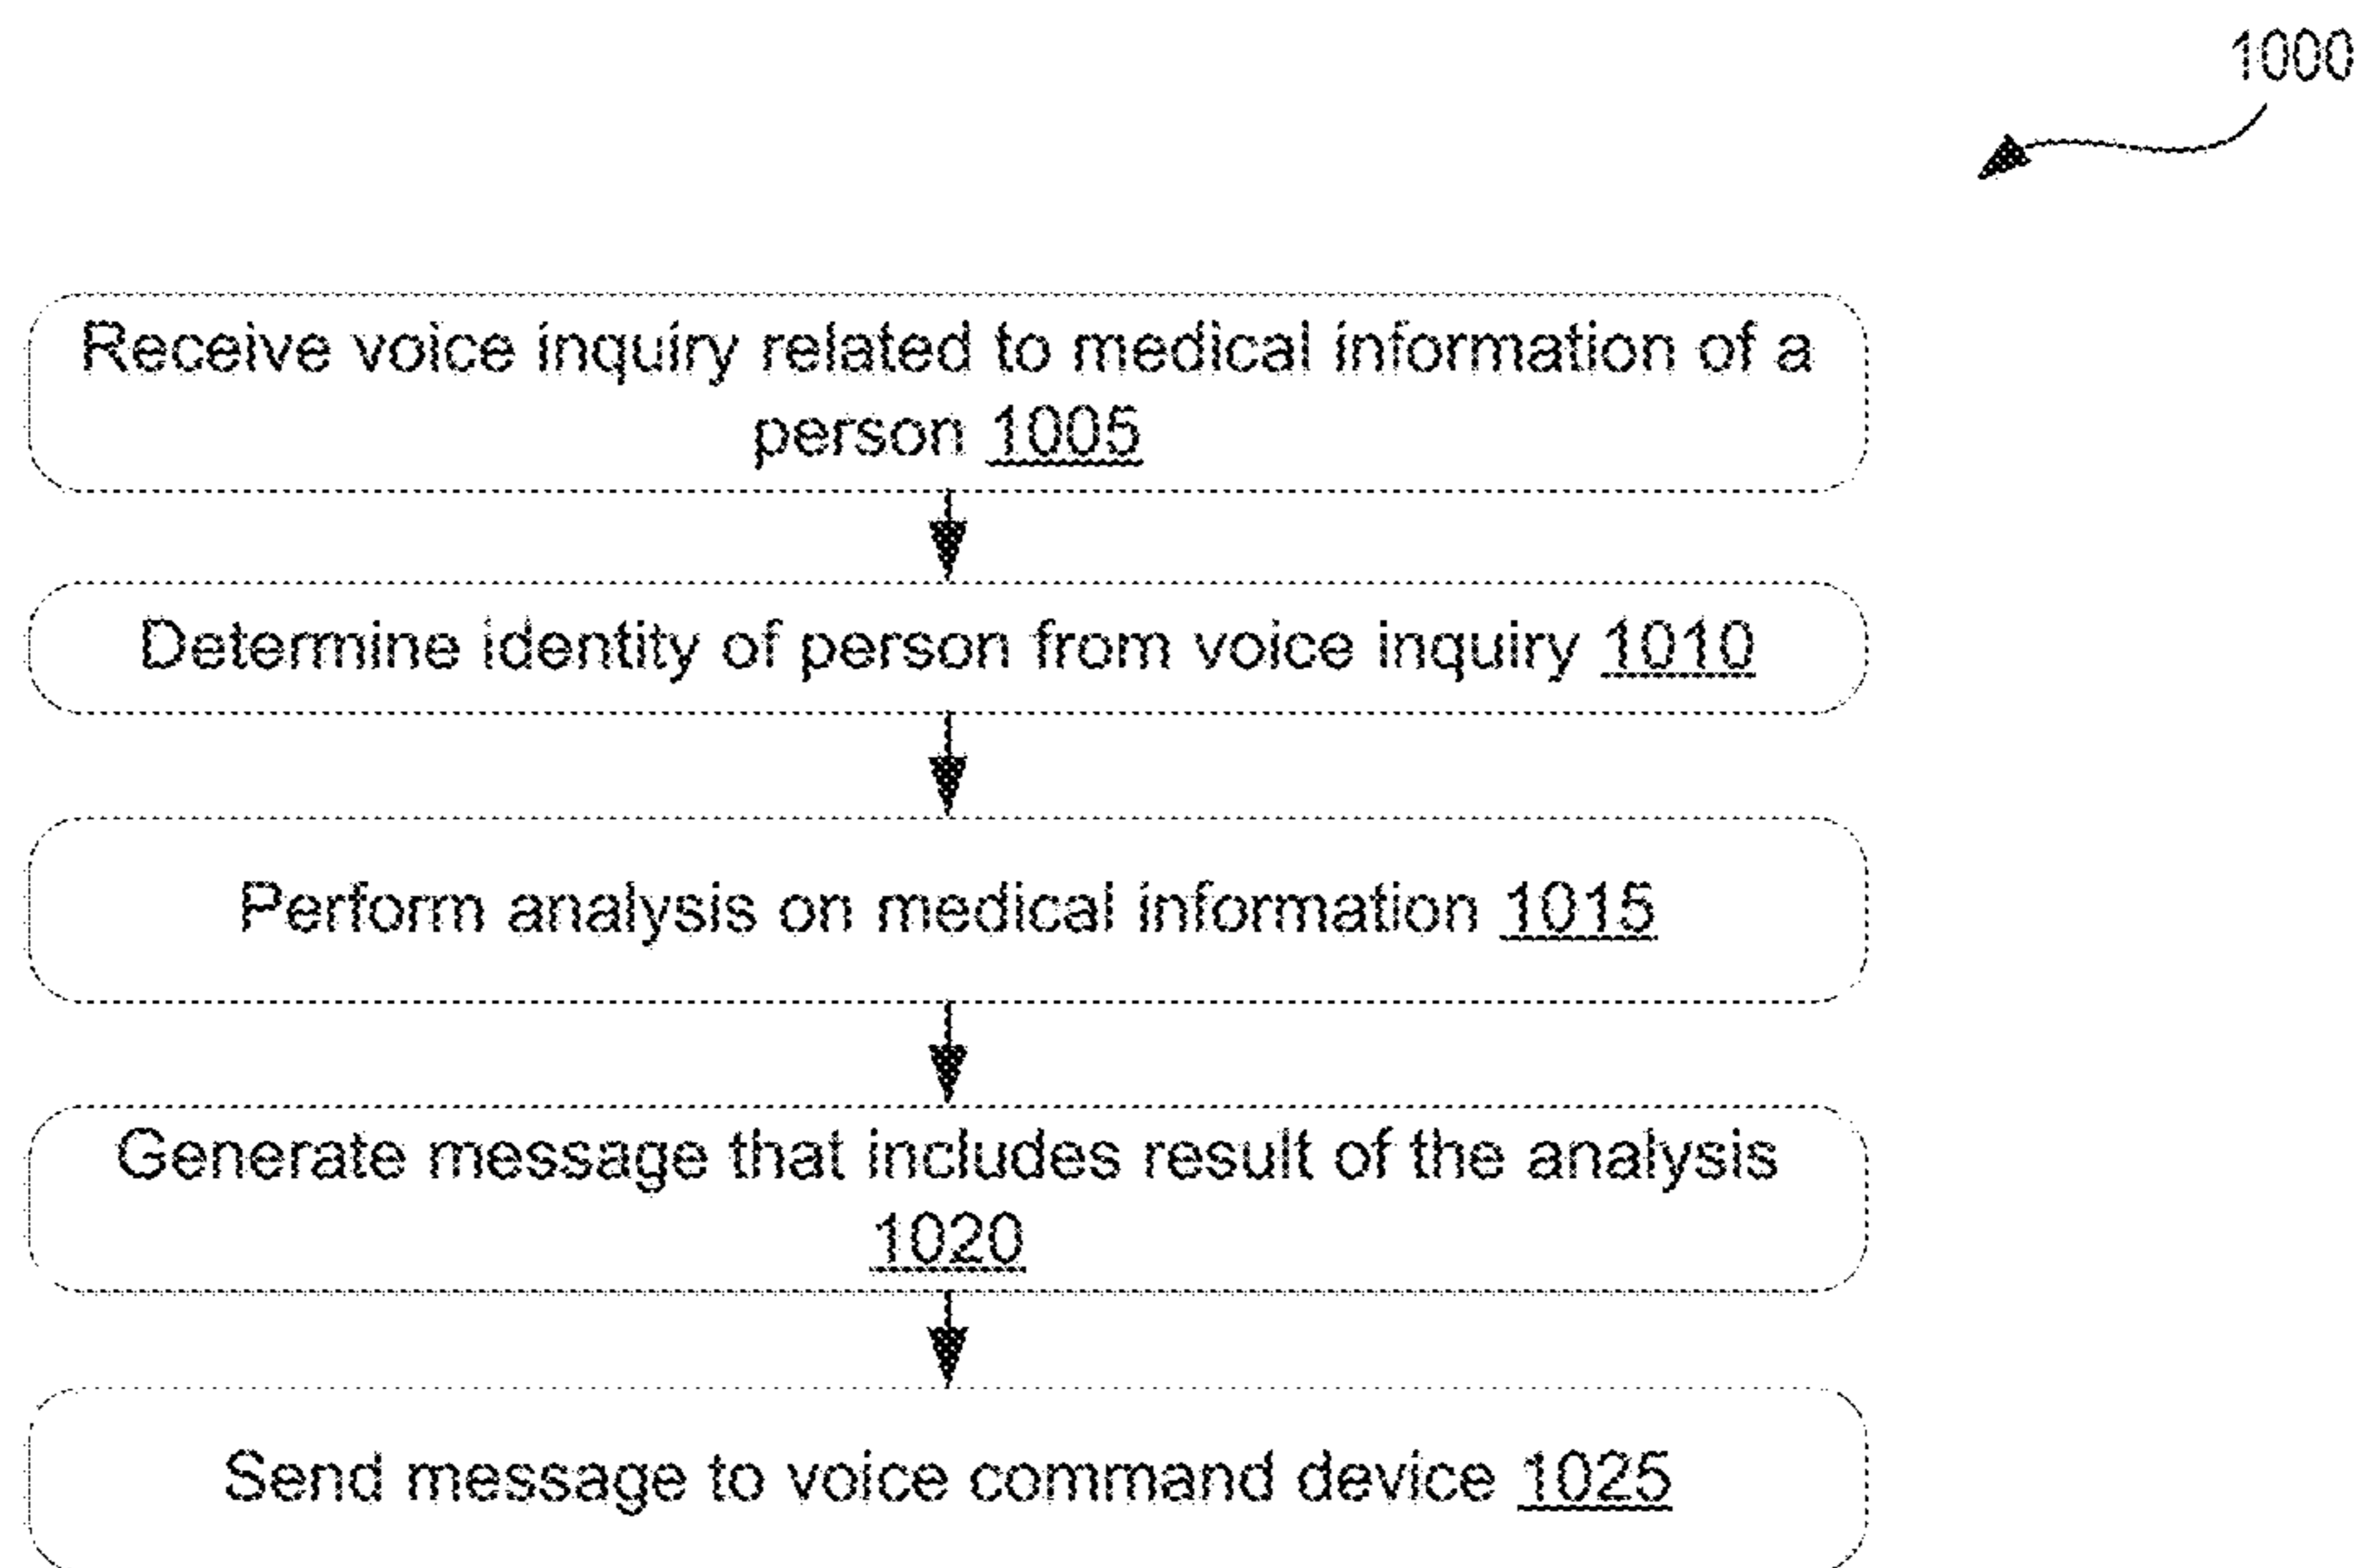 1000
Receive voice inquiry related to medical information of a
person 1005
Determine identity of person from voice inquiry 1010
Perform analysis on medical information 1015
Generate message that includes result of the analysis
1020
Send message to voice command device 1025